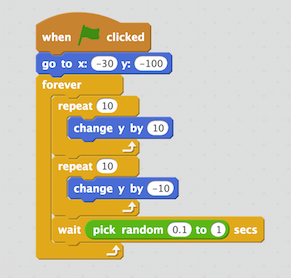 when clicked
go to x: -30 y: -100
forever
repeat 10
change y by 10
repeat 10
change y by -10
wait pick random 0.1 to 1 secs